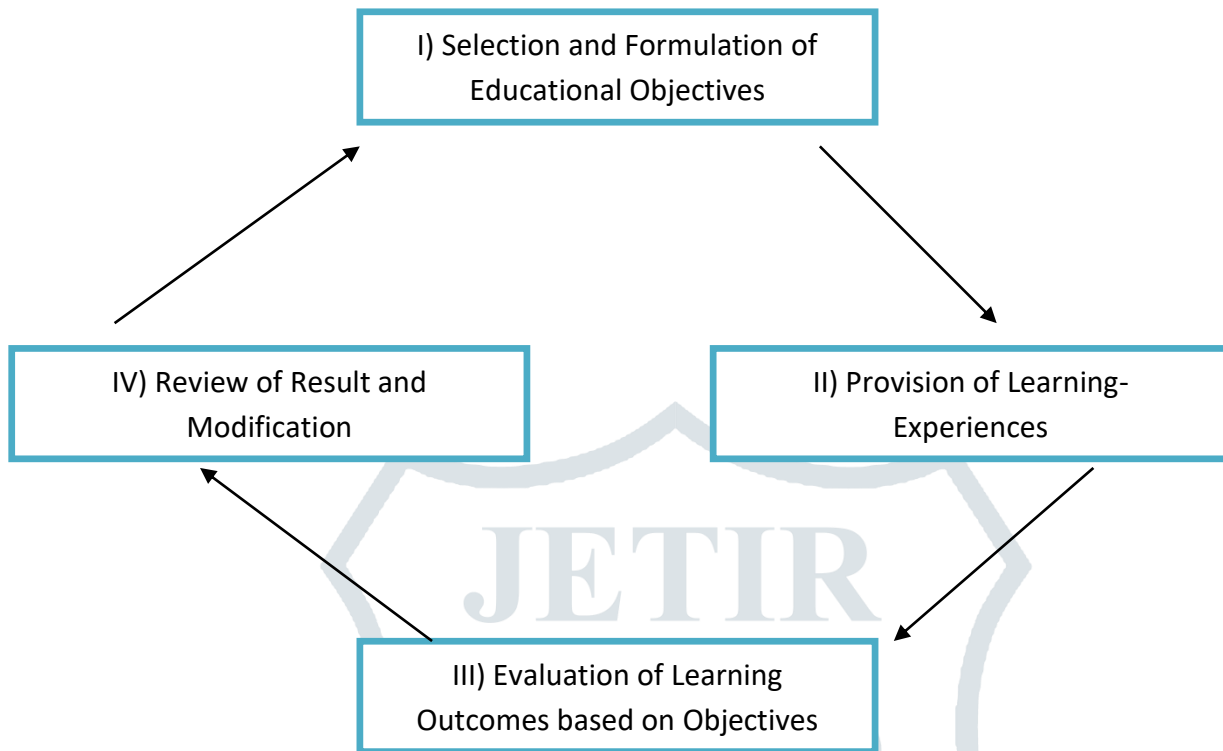 I) Selection and Formulation of
Educational Objectives
IV) Review of Result and
Modification
II) Provision of Learning-
Experiences
JETIR
III) Evaluation of Learning
Outcomes based on Objectives